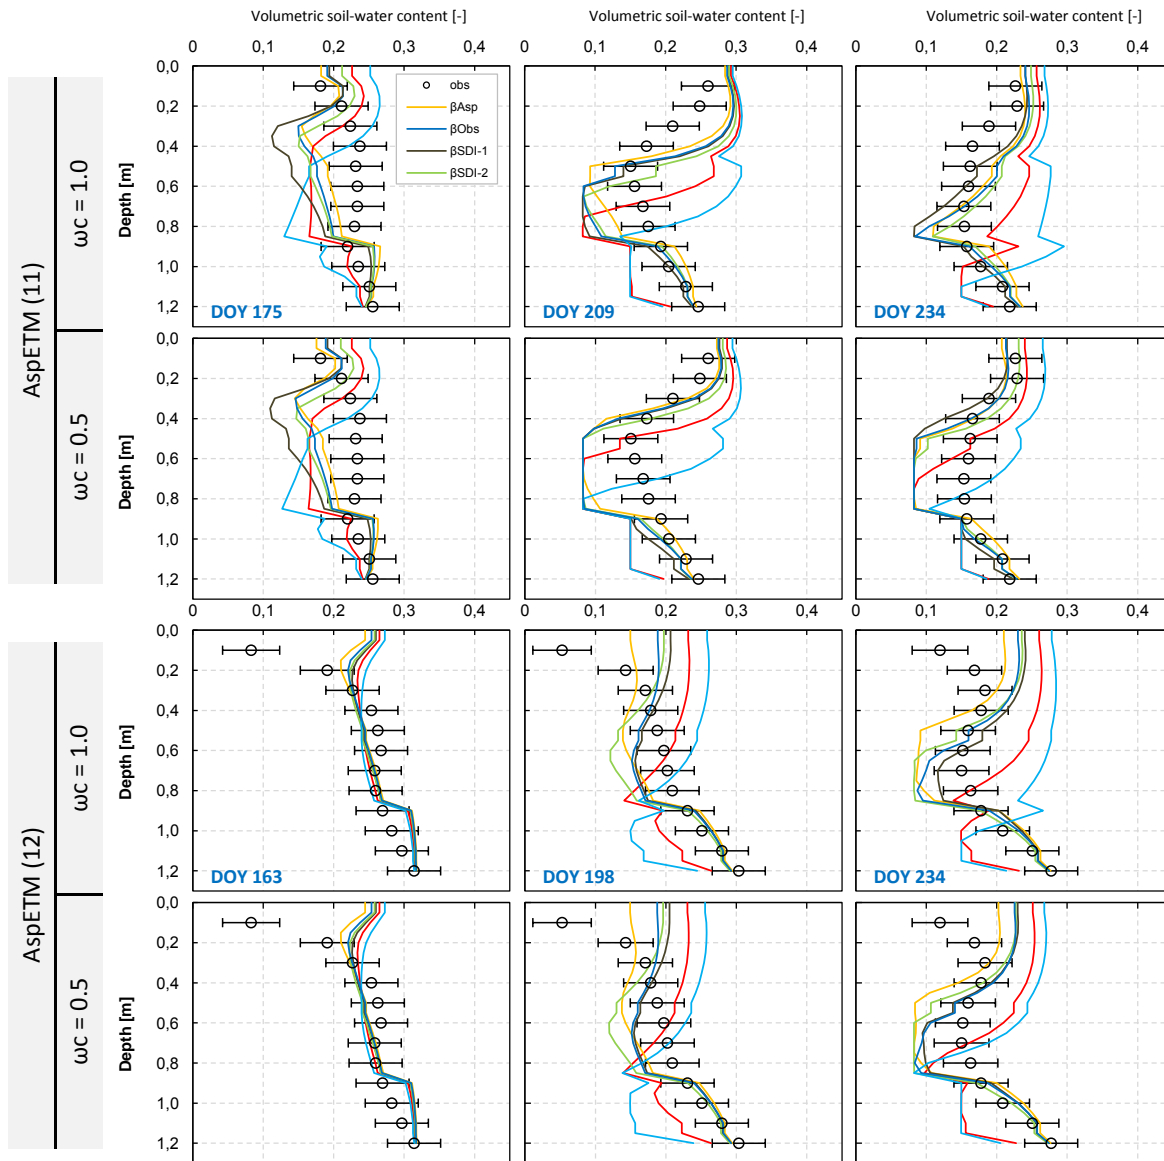 Volumetric soil-water content [-] Volumetric soil-water content [-] Volumetric soil-water content [-]
0 0,1 0,2 0,3 0,4 0 0,1 0,2 0,3 0,4 0 0,1 0,2 0,3 0,4
AspETM (11)
ωc = 1.0
Depth [m]
0,0
0,2
0,4
0,6
0,8
1,0
1,2
obs
βAsp
βObs
βSDI-1
βSDI-2
DOY 175 DOY 209 DOY 234
ωc = 0.5
Depth [m]
0,0
0,2
0,4
0,6
0,8
1,0
1,2
0 0,1 0,2 0,3 0,4 0 0,1 0,2 0,3 0,4 0 0,1 0,2 0,3 0,4
AspETM (12)
ωc = 1.0
Depth [m]
0,0
0,2
0,4
0,6
0,8
1,0
1,2
DOY 163 DOY 198 DOY 234
ωc = 0.5
Depth [m]
0,0
0,2
0,4
0,6
0,8
1,0
1,2